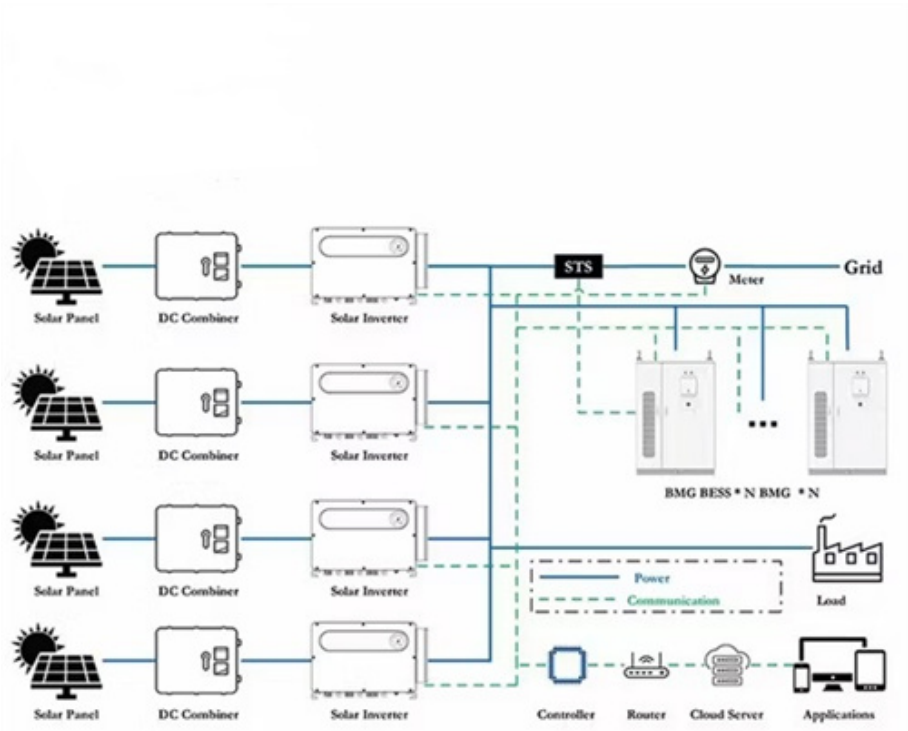 STS
Grid
Meter
Solar Panel
DC Combiner
Solar Inverter
Solar Panel
DC Combiner
Solar Inverter
BMG BESS * N BMG * N
Solar Panel
DC Combiner
Solar Inverter
Power
Communication
Load
Solar Panel
DC Combiner
Solar Inverter
Controller
Router
Cloud Server
Applications